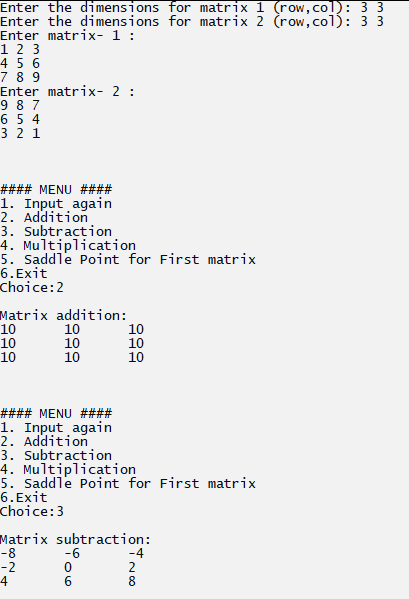 Enter the dimensions for matrix 1 (row,col): 3 3
Enter the dimensions for matrix 2 (row,col): 3 3
Enter matrix- 1 :
1 2 3
4 5 6
7 8 9
Enter matrix- 2 :
9 8 7
6 5 4
3 2 1
#### MENU ####
1. Input again
2. Addition
3. Subtraction
4. Multiplication
5. Saddle Point for First matrix
6.Exit
Choice:2
Matrix addition:
10 10 10
10 10 10
10 10 10
#### MENU ####
1. Input again
2. Addition
3. Subtraction
4. Multiplication
5. Saddle Point for First matrix
6.Exit
Choice:3
Matrix subtraction:
-8 -6 -4
-2 0 2
4 6 8